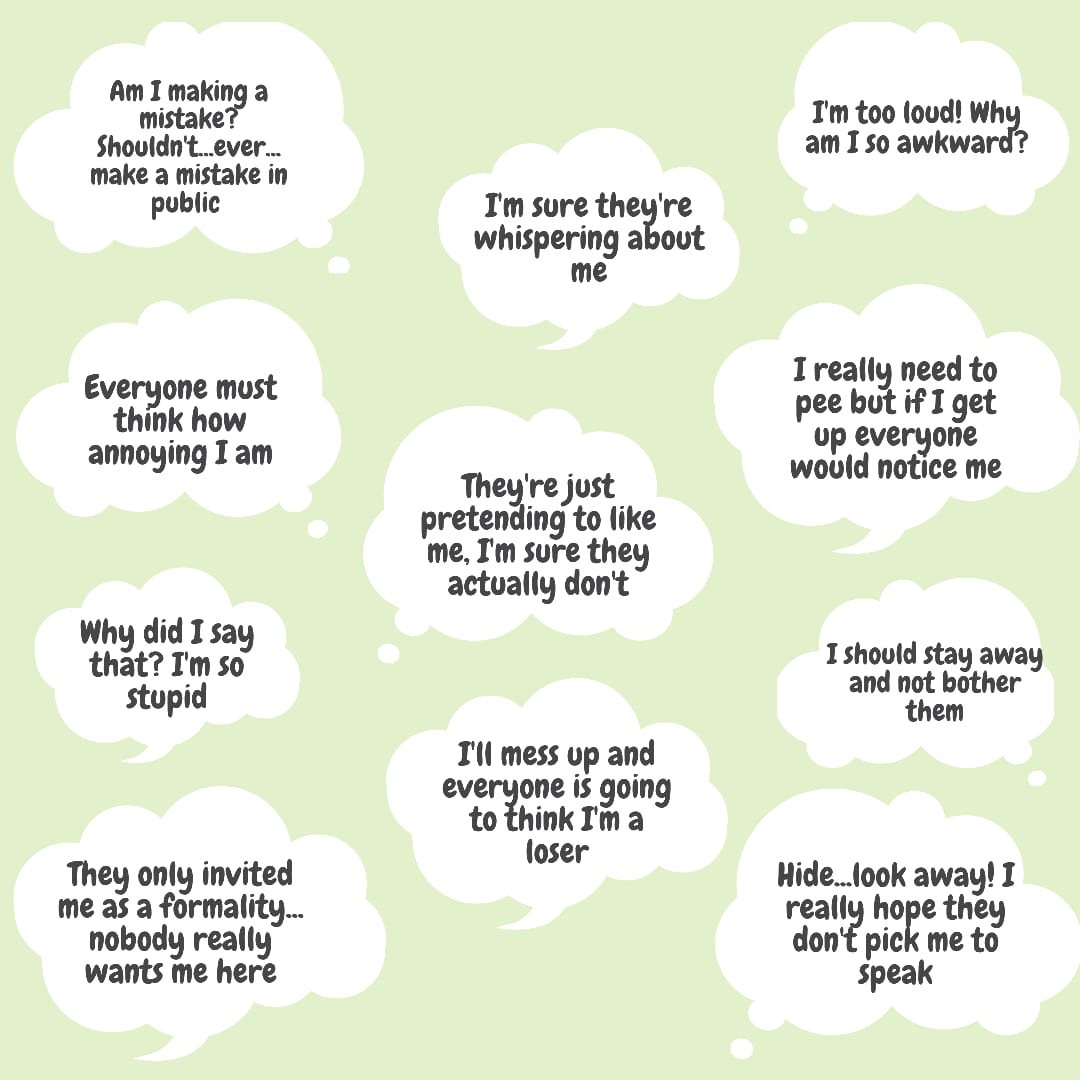 Am I making a
mistake?
Shouldn't...ever...
make a mistake in
public
I'm sure they're
whispering about
me
I'm too loud! Why
am I so awkward?
Everyone must
think how
annoying I am
They're just
pretending to like
me, I'm sure they
actually don't
I really need to
pee but if I get
up everyone
would notice me
Why did I say
that? I'm so
stupid
I'll mess up and
everyone is going
to think I'm a
loser
I should stay away
and not bother
them
They only invited
me as a formality...
nobody really
wants me here
Hide...look away! I
really hope they
don't pick me to
speak